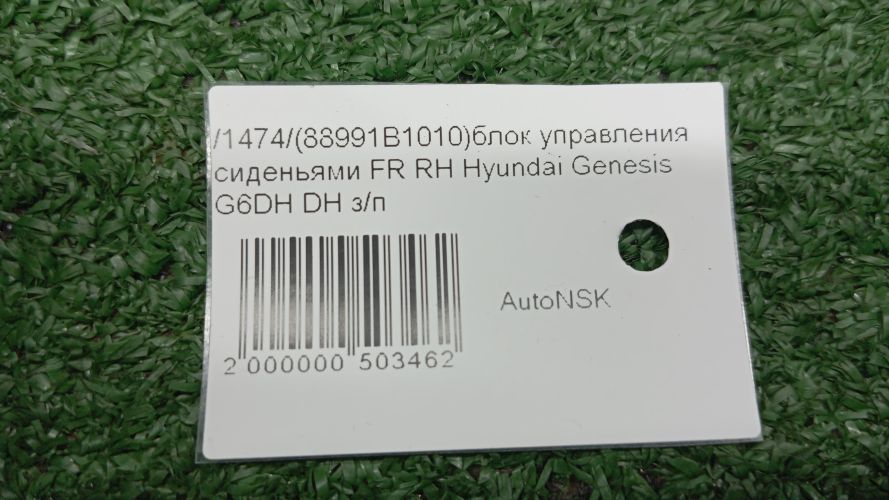 /1474/(88991B1010)блок управления
сиденьями FR RH Hyundai Genesis
G6DH DH з/п
AutoNSK
2 000000 503462